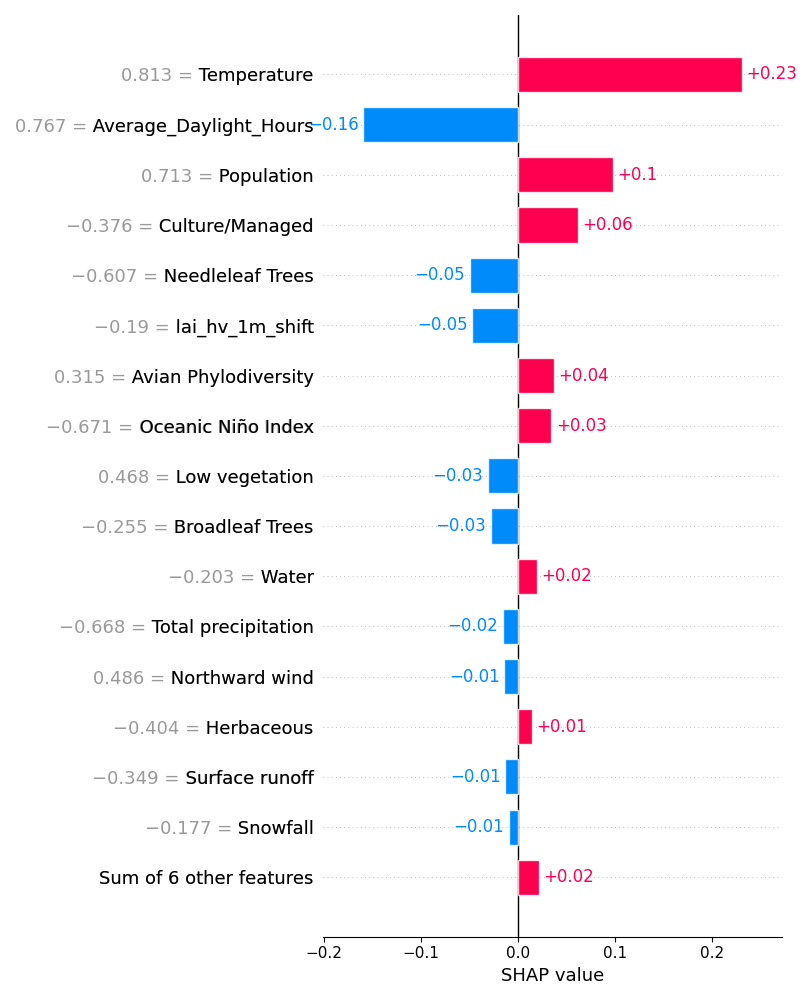 0.813 = Temperature +0.23
0.767 = Average_Daylight_Hours −0.16
0.713 = Population +0.1
−0.376 = Culture/Managed +0.06
−0.607 = Needleleaf Trees −0.05
−0.19 = lai_hv_1m_shift −0.05
0.315 = Avian Phylodiversity +0.04
−0.671 = Oceanic Niño Index +0.03
0.468 = Low vegetation −0.03
−0.255 = Broadleaf Trees −0.03
−0.203 = Water +0.02
−0.668 = Total precipitation −0.02
0.486 = Northward wind −0.01
−0.404 = Herbaceous +0.01
−0.349 = Surface runoff −0.01
−0.177 = Snowfall −0.01
Sum of 6 other features +0.02
−0.2 −0.1 0.0 0.1 0.2
SHAP value